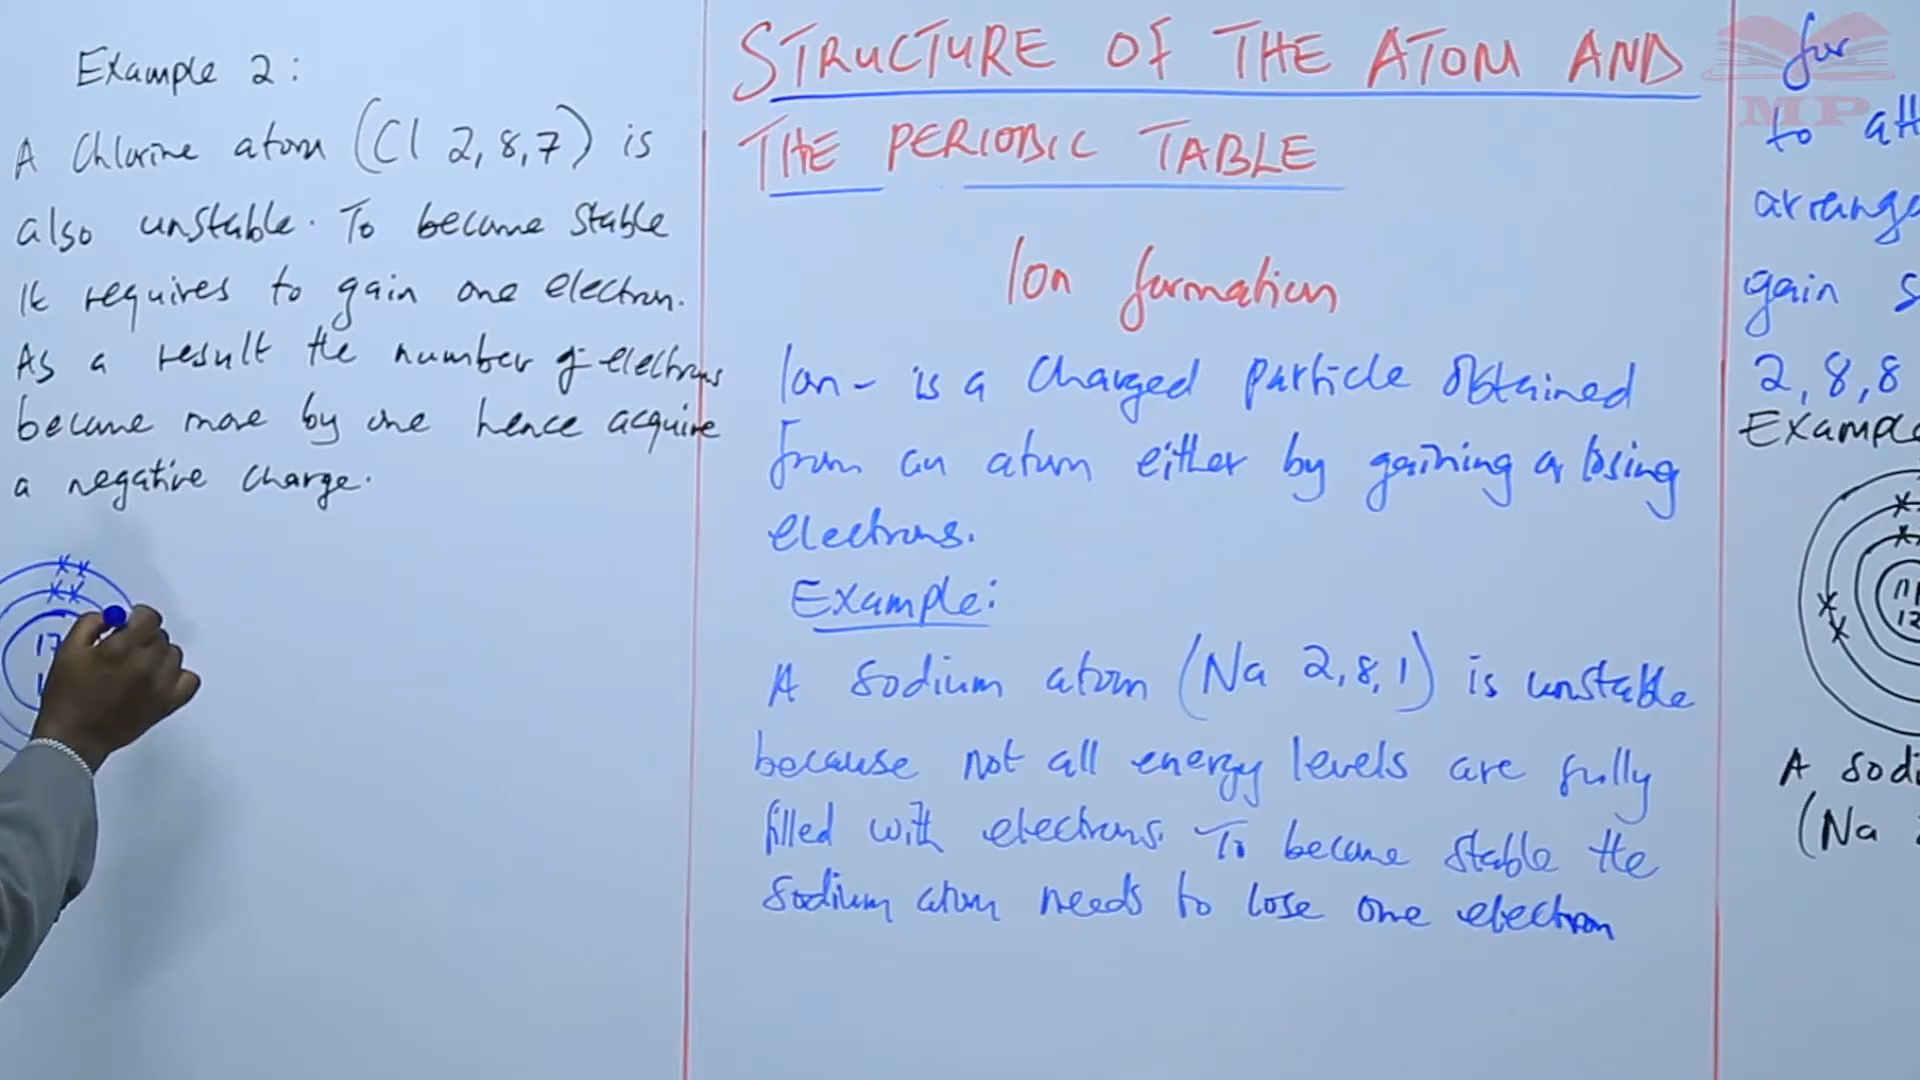 Example 2:
A Chlorine atom (Cl 2,8,7) is
also unstable. To become stable
It requires to gain one electron.
As a result the number of electrons
become more by one hence acquire
a negative charge.
17
STRUCTURE OF THE ATOM AND
THE PERIODIC TABLE
Ion formation
Ion - is a charged particle obtained
from an atom either by gaining or losing
electrons.
Example:
A sodium atom (Na 2,8,1) is unstable
because not all energy levels are fully
filled with electrons. To become stable the
sodium atom needs to lose one electron
MP
for
to att
arrange
gain s
2,8,8
Example
12
A sodi
(Na